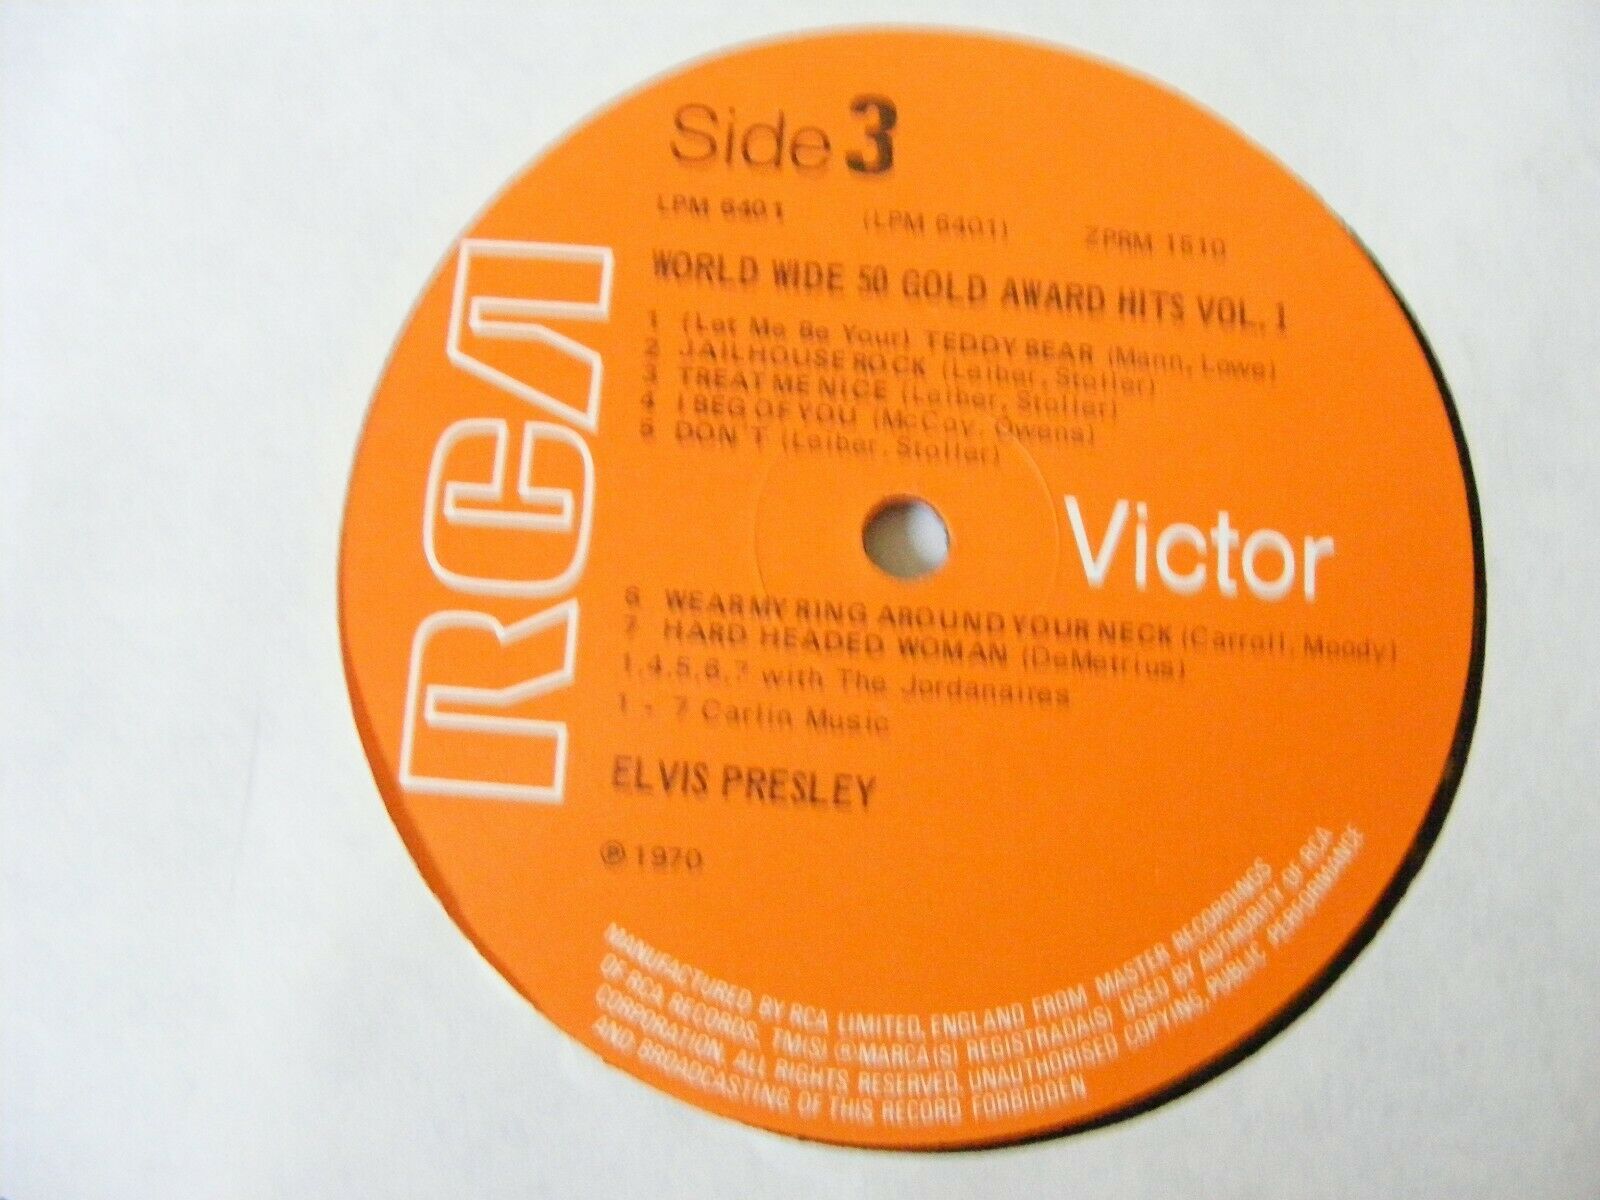 Side 3
LPM 6401 (LPM 6401) ZPRM 1510
WORLD WIDE 50 GOLD AWARD HITS VOL. 1
1 (Let Me Be Your) TEDDY BEAR (Mann, Lowe)
2 JAILHOUSE ROCK (Leiber, Stoller)
3 TREAT ME NICE (Leiber, Stoller)
4 I BEG OF YOU (McCoy, Owens)
5 DON'T (Leiber, Stoller)
RCA
Victor
6 WEAR MY RING AROUND YOUR NECK (Carroll, Moody)
7 HARD HEADED WOMAN (DeMetrius)
1,4,5,6,7 with The Jordanaires
1 - 7 Carlin Music
ELVIS PRESLEY
℗ 1970
MANUFACTURED BY RCA LIMITED, ENGLAND FROM MASTER RECORDINGS
OF RCA RECORDS. TM(S) ® MARCA(S) REGISTRADA(S) USED BY AUTHORITY OF RCA
CORPORATION. ALL RIGHTS RESERVED. UNAUTHORISED COPYING, PUBLIC PERFORMANCE
AND BROADCASTING OF THIS RECORD FORBIDDEN